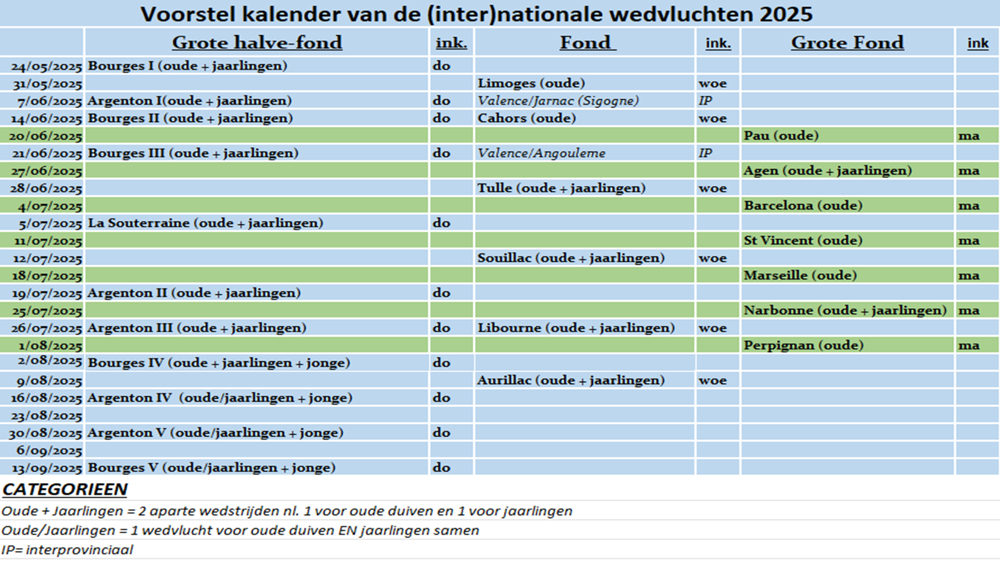 Voorstel kalender van de (inter)nationale wedvluchten 2025
Grote halve-fond ink. Fond ink. Grote Fond ink
24/05/2025 Bourges I (oude + jaarlingen) do
31/05/2025 Limoges (oude) woe
7/06/2025 Argenton I(oude + jaarlingen) do Valence/Jarnac (Sigogne) IP
14/06/2025 Bourges II (oude + jaarlingen) do Cahors (oude) woe
20/06/2025 Pau (oude) ma
21/06/2025 Bourges III (oude + jaarlingen) do Valence/Angouleme IP
27/06/2025 Agen (oude + jaarlingen) ma
28/06/2025 Tulle (oude + jaarlingen) woe
4/07/2025 Barcelona (oude) ma
5/07/2025 La Souterraine (oude + jaarlingen) do
11/07/2025 St Vincent (oude) ma
12/07/2025 Souillac (oude + jaarlingen) woe
18/07/2025 Marseille (oude) ma
19/07/2025 Argenton II (oude + jaarlingen) do
25/07/2025 Narbonne (oude + jaarlingen) ma
26/07/2025 Argenton III (oude + jaarlingen) do Libourne (oude + jaarlingen) woe
1/08/2025 Perpignan (oude) ma
2/08/2025 Bourges IV (oude + jaarlingen + jonge) do
9/08/2025 Aurillac (oude + jaarlingen) woe
16/08/2025 Argenton IV (oude/jaarlingen + jonge) do
23/08/2025
30/08/2025 Argenton V (oude/jaarlingen + jonge) do
6/09/2025
13/09/2025 Bourges V (oude/jaarlingen + jonge) do
CATEGORIEEN
Oude + Jaarlingen = 2 aparte wedstrijden nl. 1 voor oude duiven en 1 voor jaarlingen
Oude/Jaarlingen = 1 wedvlucht voor oude duiven EN jaarlingen samen
IP= interprovinciaal